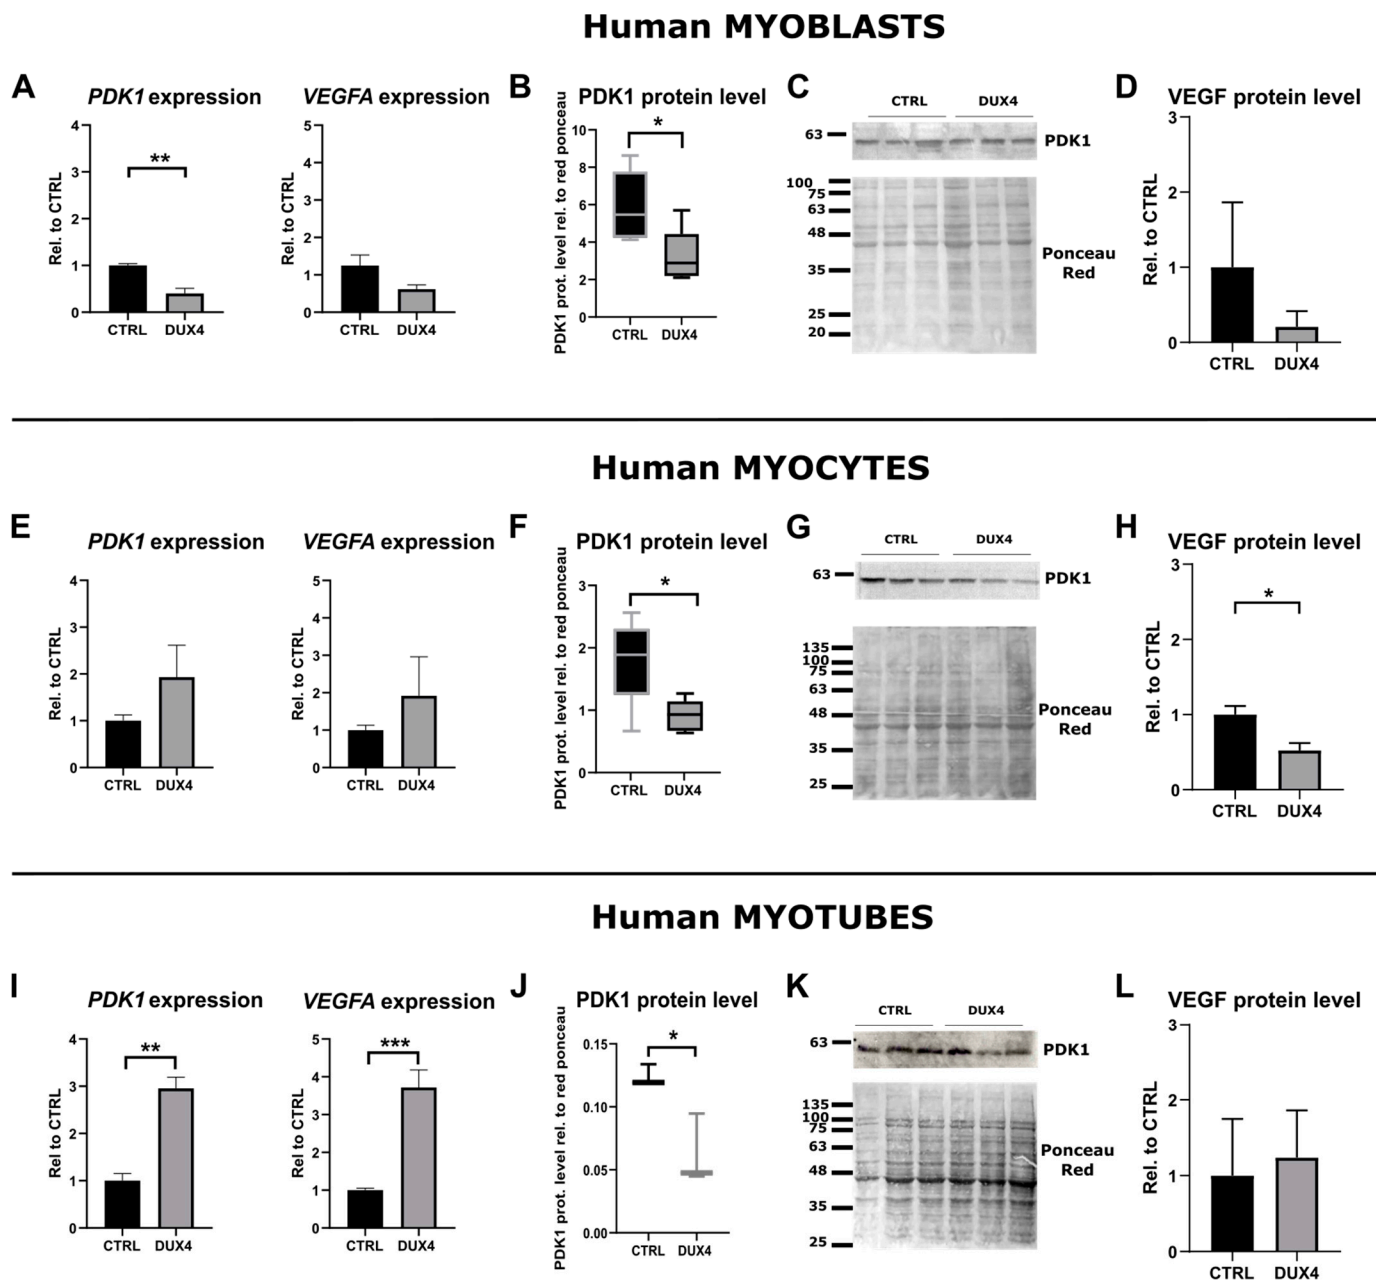 Human MYOBLASTS
A
PDK1 expression
Rel. to CTRL
4
3
2
1
0
**
CTRL DUX4
VEGFA expression
Rel. to CTRL
5
4
3
2
1
0
CTRL DUX4
B
PDK1 protein level
PDK1 prot. level rel. to red ponceau
10
8
6
4
2
0
*
CTRL DUX4
C
CTRL DUX4
63
PDK1
100
75
63
48
35
25
20
Ponceau
Red
D
VEGF protein level
Rel. to CTRL
3
2
1
0
CTRL DUX4
Human MYOCYTES
E
PDK1 expression
Rel. to CTRL
4
3
2
1
0
CTRL DUX4
VEGFA expression
Rel. to CTRL
5
4
3
2
1
0
CTRL DUX4
F
PDK1 protein level
PDK1 prot. level rel. to red ponceau
3
2
1
0
*
CTRL DUX4
G
CTRL DUX4
63
PDK1
135
100
75
63
48
35
25
Ponceau
Red
H
VEGF protein level
Rel. to CTRL
3
2
1
0
*
CTRL DUX4
Human MYOTUBES
I
PDK1 expression
Rel to CTRL
4
3
2
1
0
**
CTRL DUX4
VEGFA expression
Rel to CTRL
5
4
3
2
1
0
***
CTRL DUX4
J
PDK1 protein level
PDK1 prot. level rel. to red ponceau
0.15
0.10
0.05
0.00
*
CTRL DUX4
K
CTRL DUX4
63
PDK1
135
100
75
63
48
35
25
Ponceau
Red
L
VEGF protein level
Rel. to CTRL
3
2
1
0
CTRL DUX4